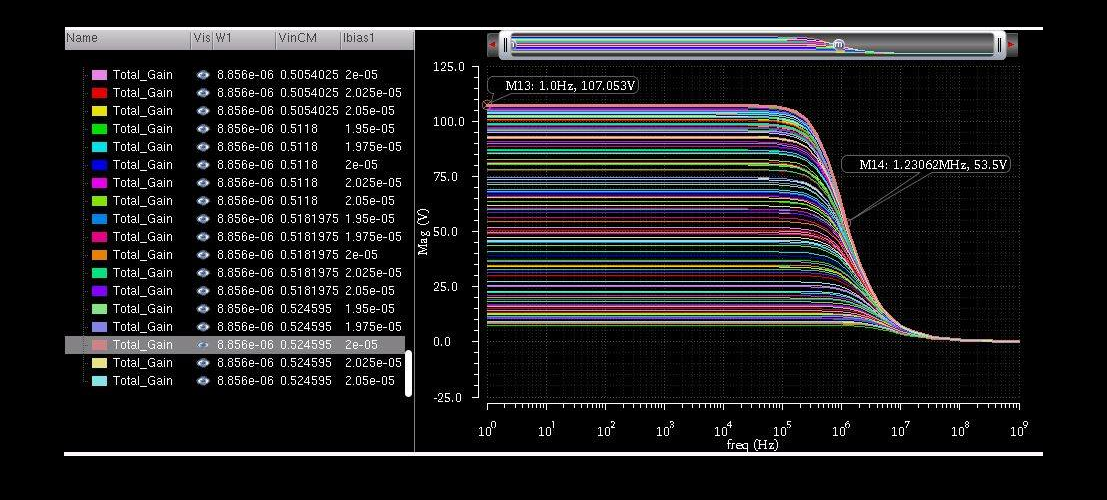 Name Vis W1 VinCM Ibias1
Total_Gain 8.856e-06 0.5054025 2e-05
Total_Gain 8.856e-06 0.5054025 2.025e-05
Total_Gain 8.856e-06 0.5054025 2.05e-05
Total_Gain 8.856e-06 0.5118 1.95e-05
Total_Gain 8.856e-06 0.5118 1.975e-05
Total_Gain 8.856e-06 0.5118 2e-05
Total_Gain 8.856e-06 0.5118 2.025e-05
Total_Gain 8.856e-06 0.5118 2.05e-05
Total_Gain 8.856e-06 0.5181975 1.95e-05
Total_Gain 8.856e-06 0.5181975 1.975e-05
Total_Gain 8.856e-06 0.5181975 2e-05
Total_Gain 8.856e-06 0.5181975 2.025e-05
Total_Gain 8.856e-06 0.5181975 2.05e-05
Total_Gain 8.856e-06 0.524595 1.95e-05
Total_Gain 8.856e-06 0.524595 1.975e-05
Total_Gain 8.856e-06 0.524595 2e-05
Total_Gain 8.856e-06 0.524595 2.025e-05
Total_Gain 8.856e-06 0.524595 2.05e-05
125.0
M13: 1.0Hz, 107.053V
100.0
M14: 1.23062MHz, 53.5V
75.0
Mag (V)
50.0
25.0
0.0
-25.0
10⁰ 10¹ 10² 10³ 10⁴ 10⁵ 10⁶ 10⁷ 10⁸ 10⁹
freq (Hz)